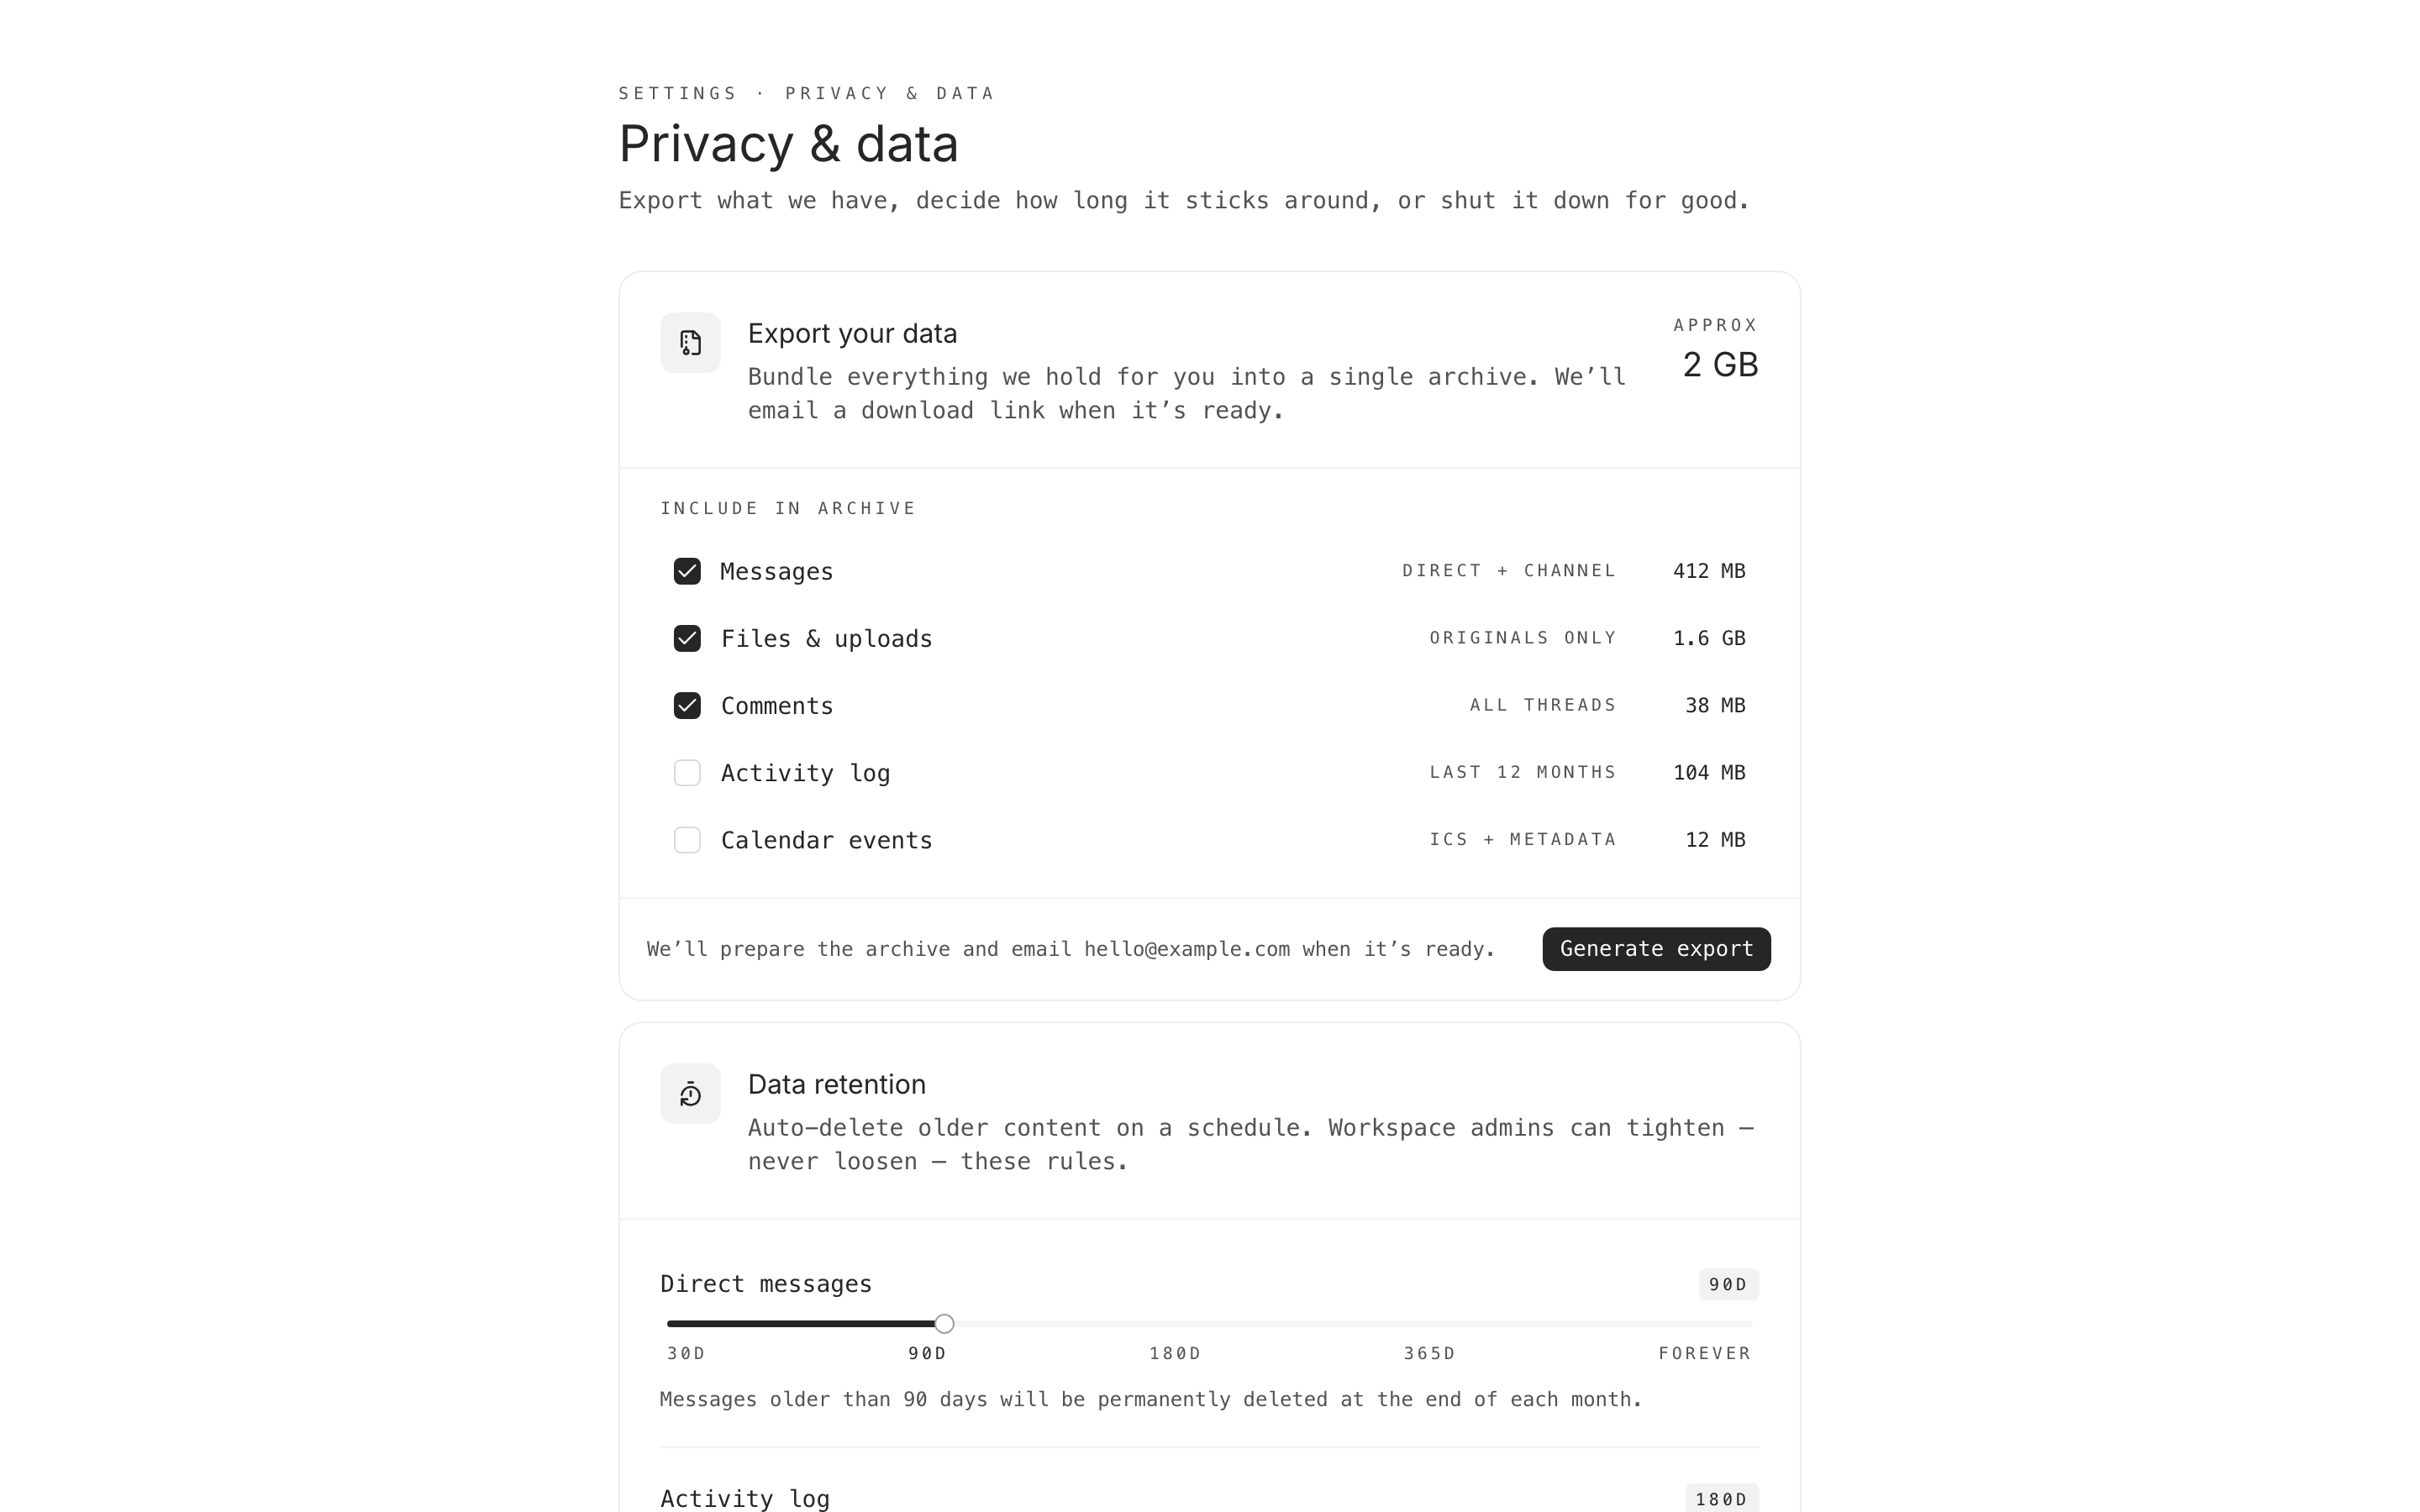 SETTINGS · PRIVACY & DATA
Privacy & data
Export what we have, decide how long it sticks around, or shut it down for good.
Export your data
Bundle everything we hold for you into a single archive. We’ll
email a download link when it’s ready.
APPROX
2 GB
INCLUDE IN ARCHIVE
Messages DIRECT + CHANNEL 412 MB
Files & uploads ORIGINALS ONLY 1.6 GB
Comments ALL THREADS 38 MB
Activity log LAST 12 MONTHS 104 MB
Calendar events ICS + METADATA 12 MB
We’ll prepare the archive and email hello@example.com when it’s ready. Generate export
Data retention
Auto-delete older content on a schedule. Workspace admins can tighten —
never loosen — these rules.
Direct messages 90D
30D 90D 180D 365D FOREVER
Messages older than 90 days will be permanently deleted at the end of each month.
Activity log 180D